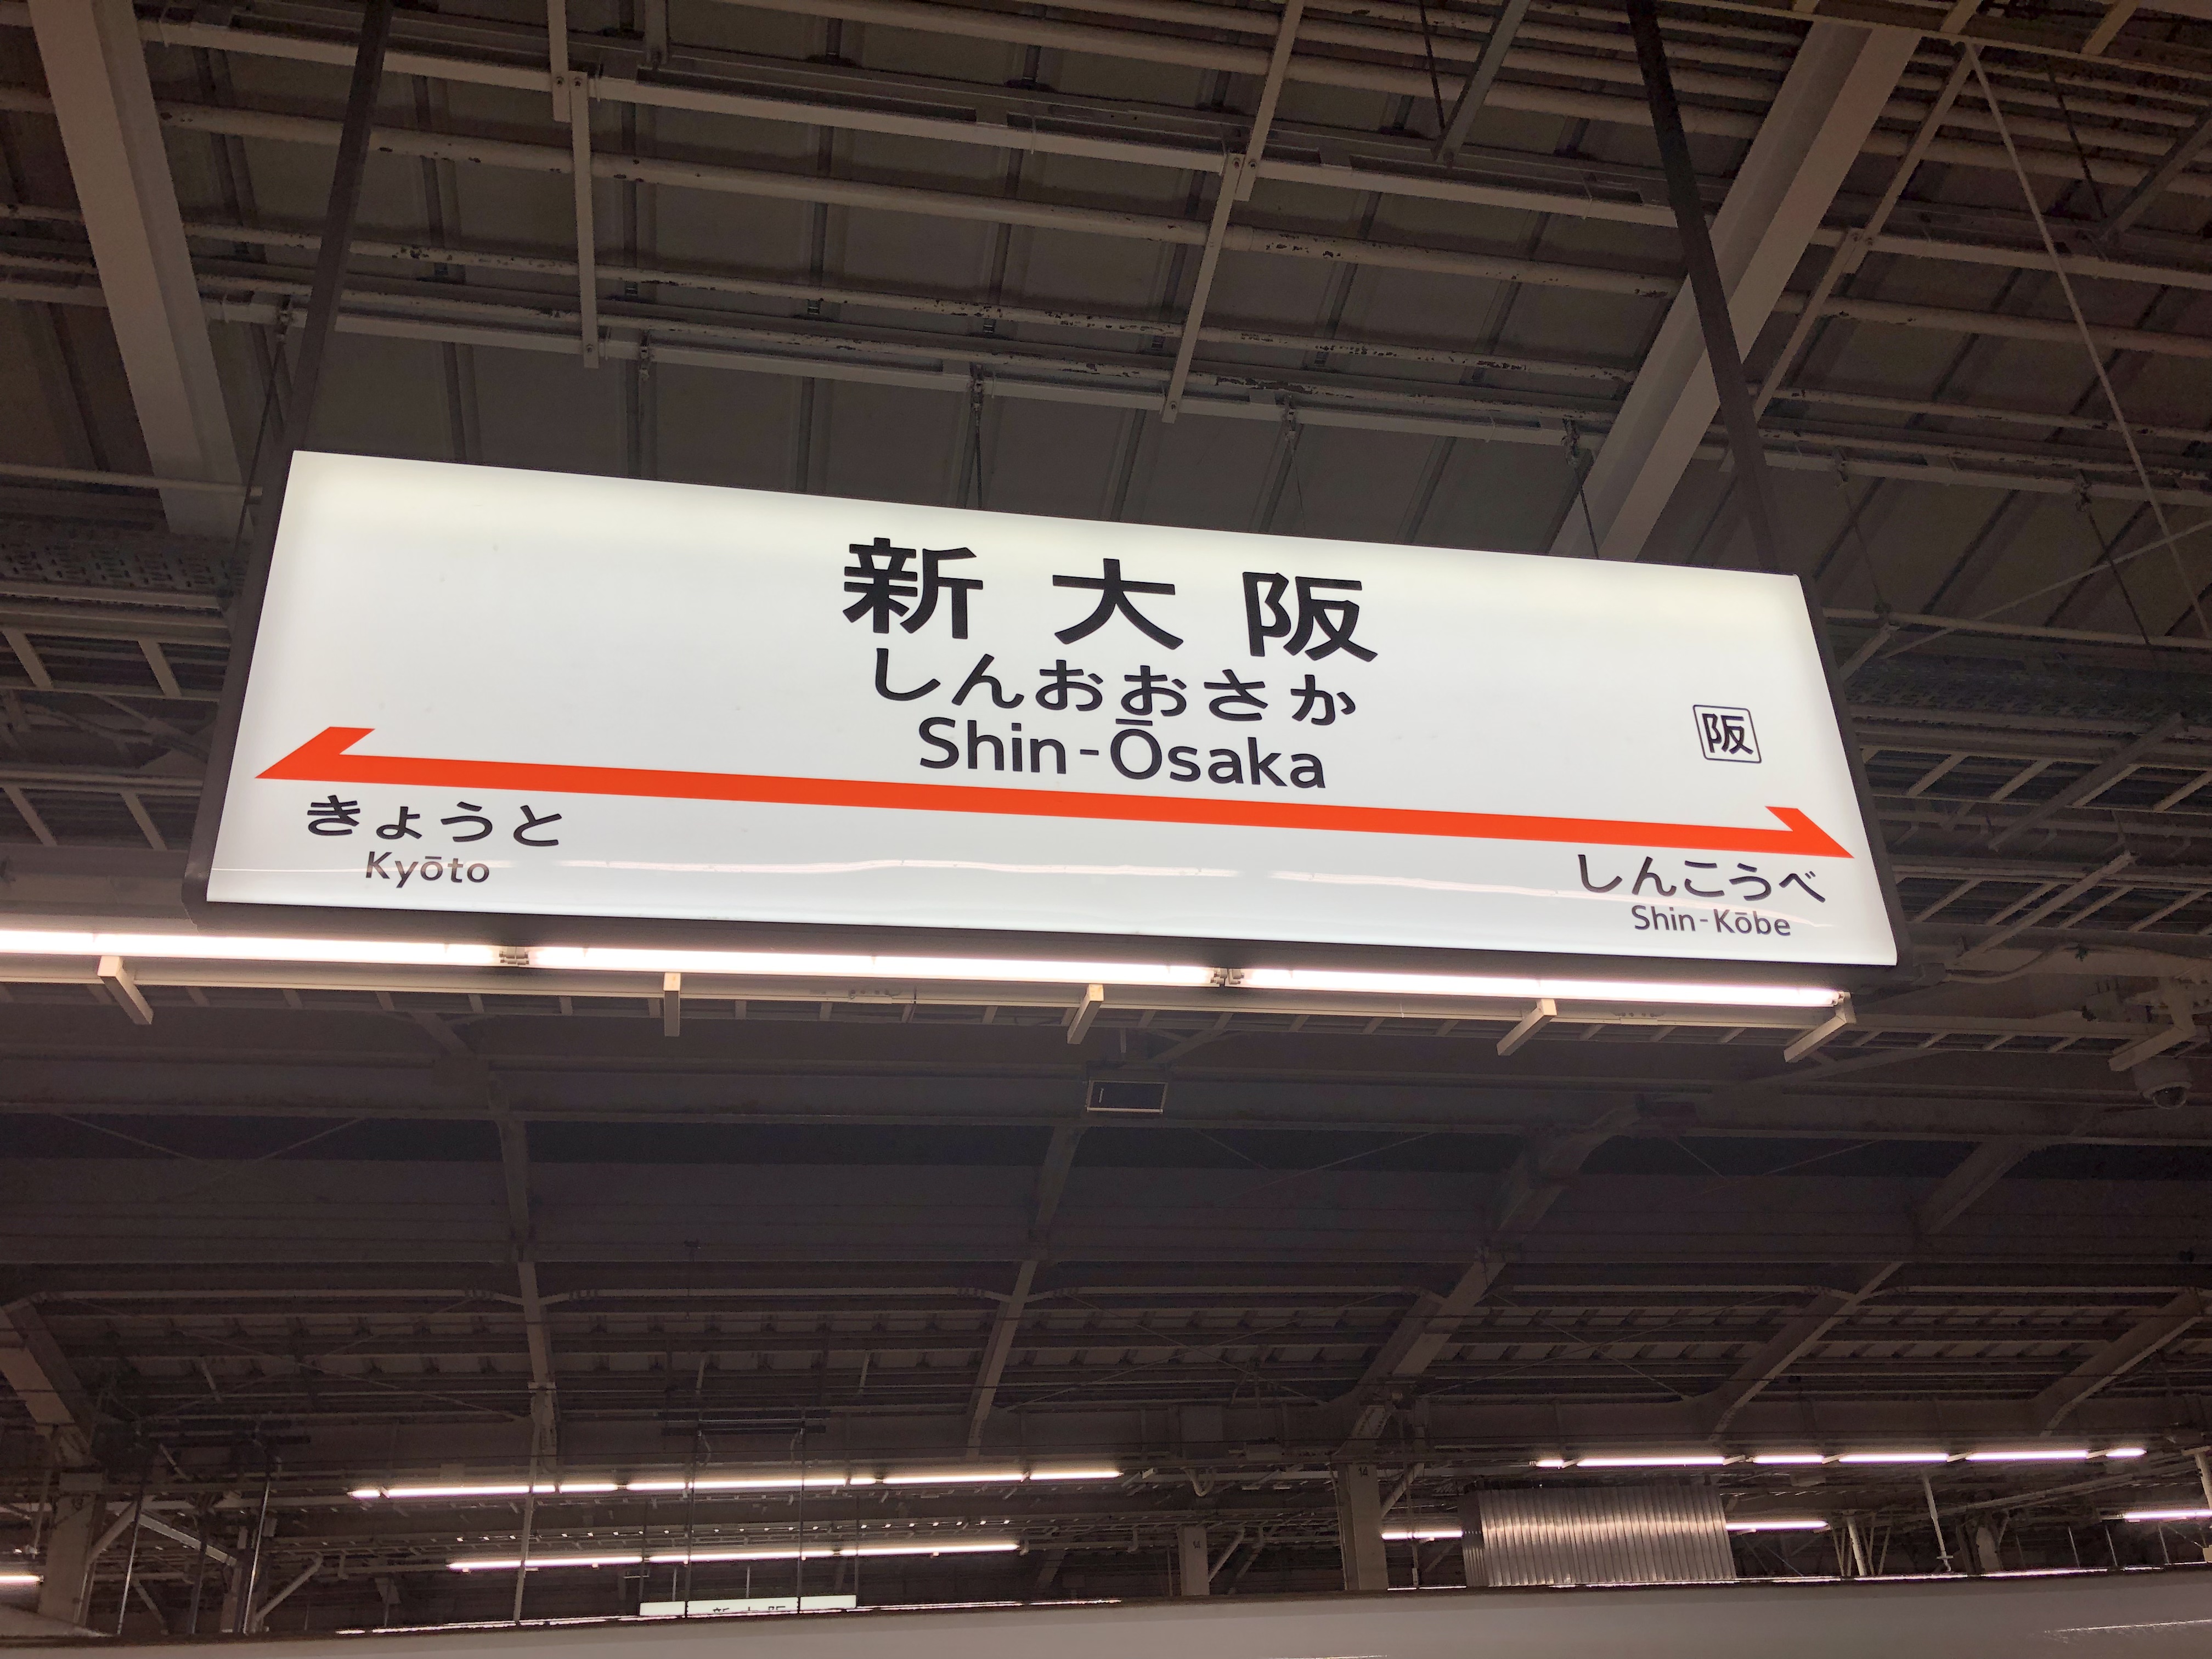 新大阪
しんおおさか
Shin-Ōsaka
阪
きょうと
Kyōto
しんこうべ
Shin-Kōbe
14